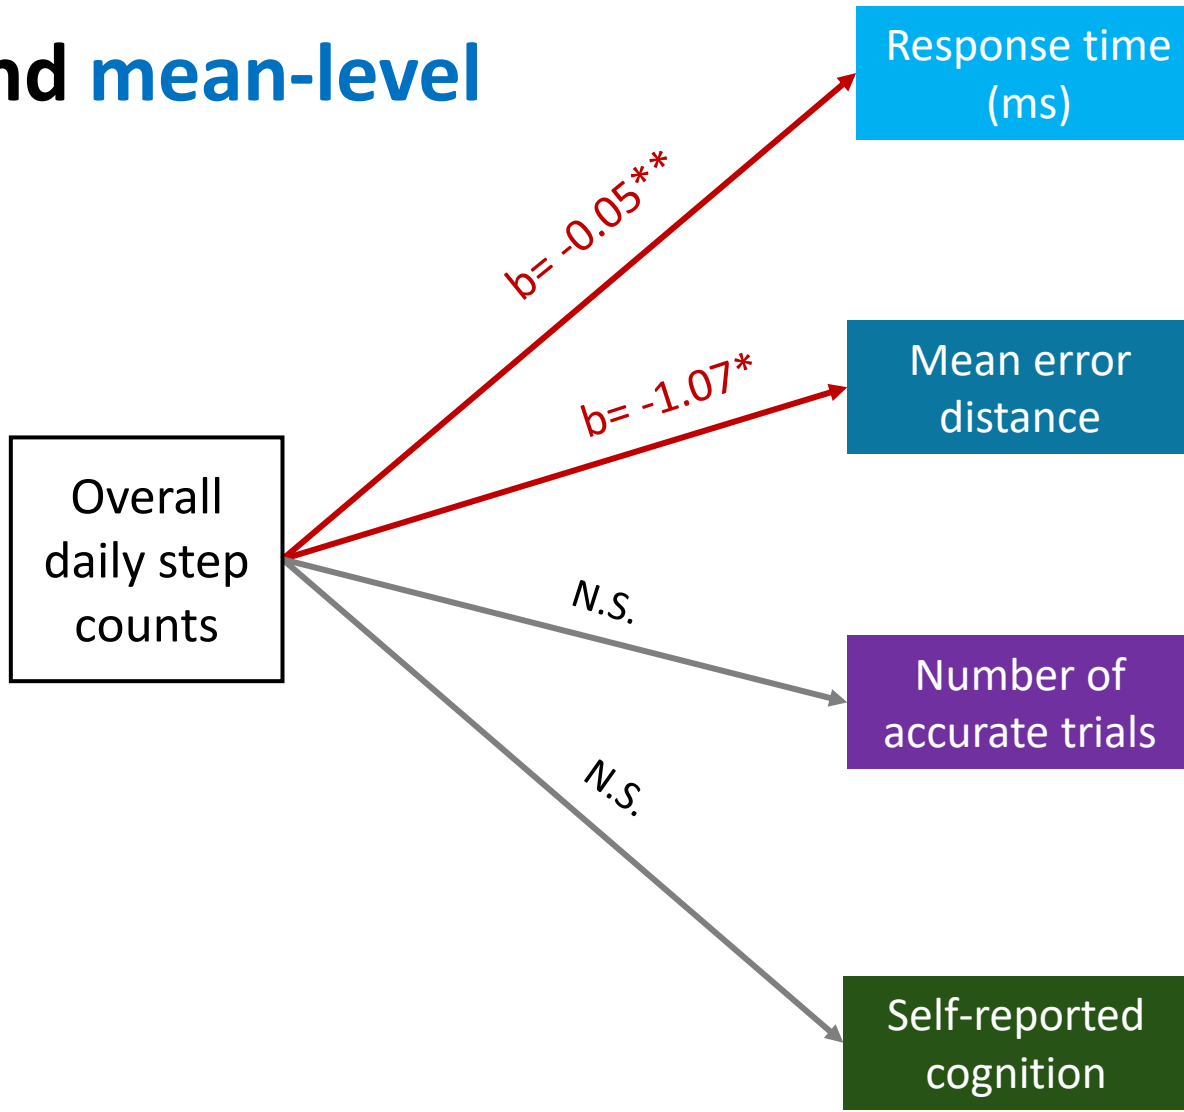 nd mean-level
Response time
(ms)
b= -0.05**
Mean error
distance
b= -1.07*
Overall
daily step
counts
N.S.
Number of
accurate trials
N.S.
Self-reported
cognition